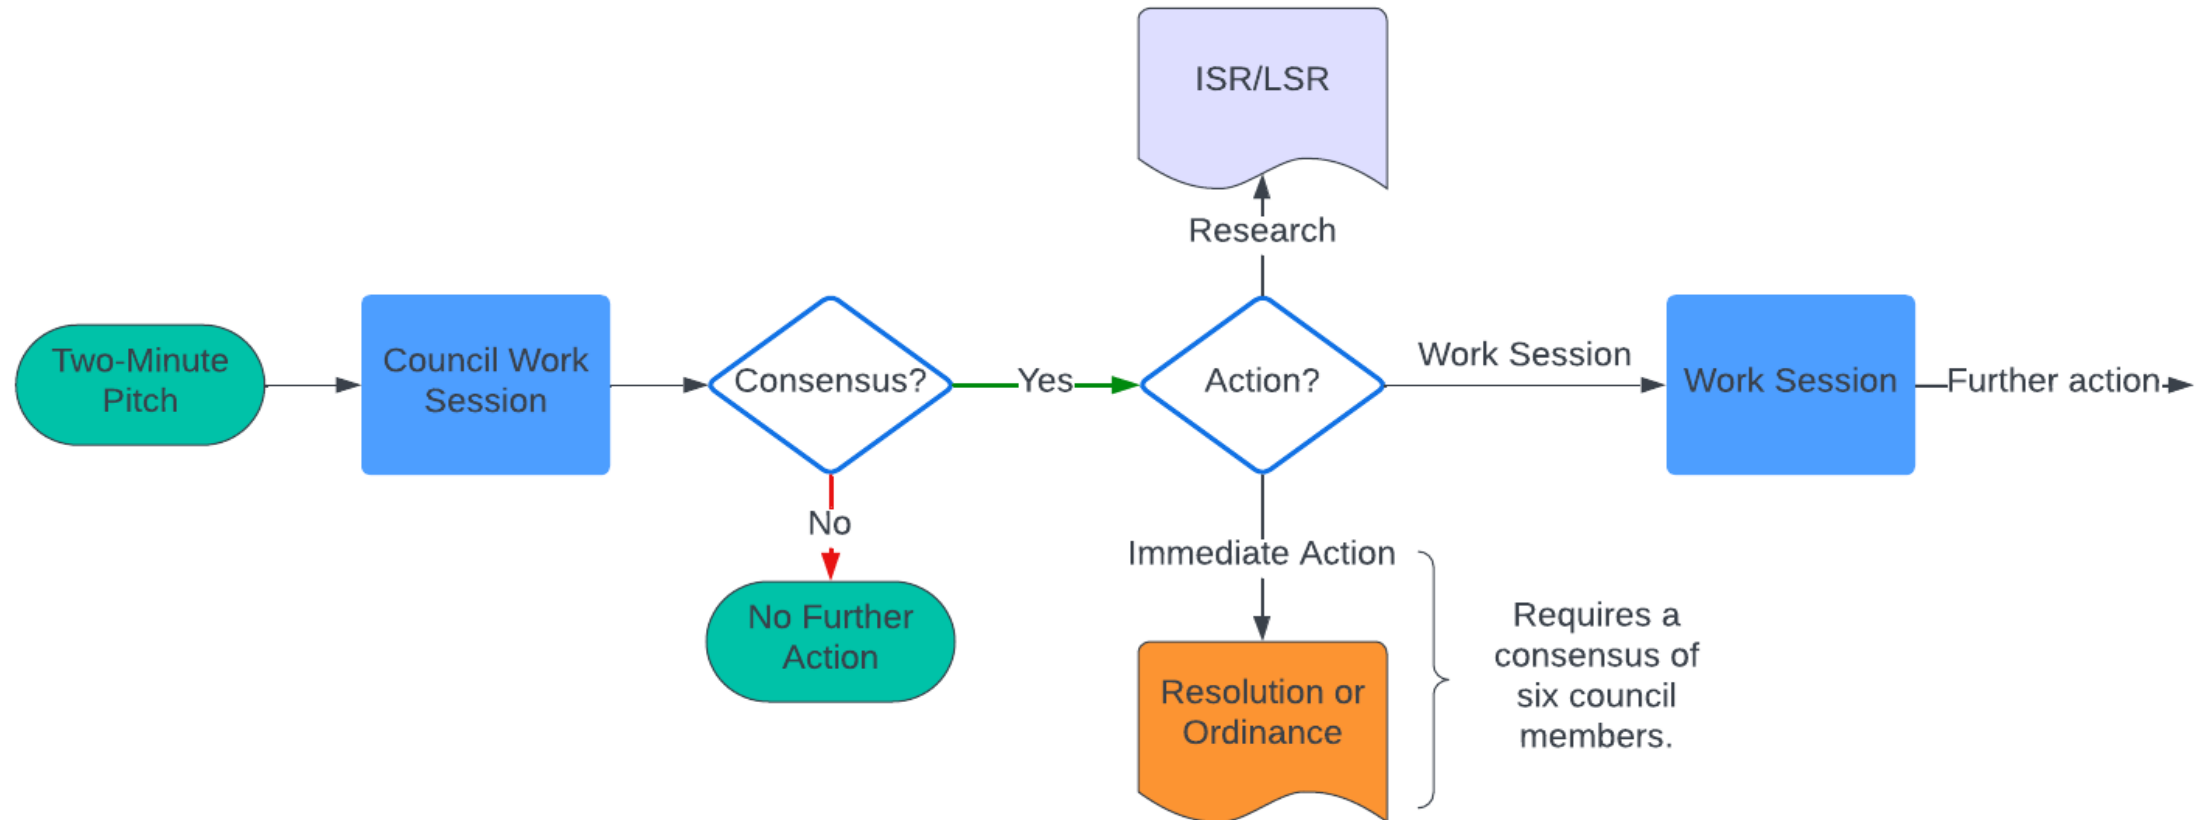 ISR/LSR
Research
Two-Minute
Pitch
Council Work
Session
Consensus?
Yes
Action?
Work Session
Work Session
Further action
No
No Further
Action
Immediate Action
Resolution or
Ordinance
Requires a
consensus of
six council
members.